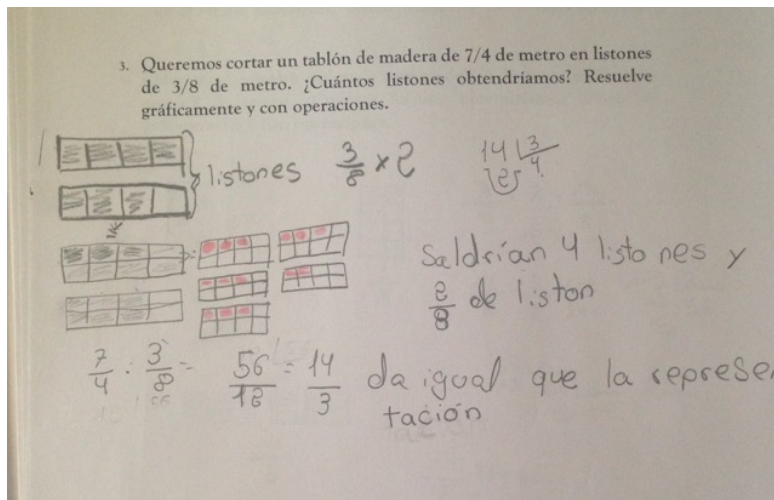 3. Queremos cortar un tablón de madera de 7/4 de metro en listones
de 3/8 de metro. ¿Cuántos listones obtendríamos? Resuelve
gráficamente y con operaciones.
listones 3/8 x 2
14 3
2 4
Saldrían 4 listones y
2/8 de liston
7/4 : 3/8 = 56/12 = 14/3 da igual que la represen
tación